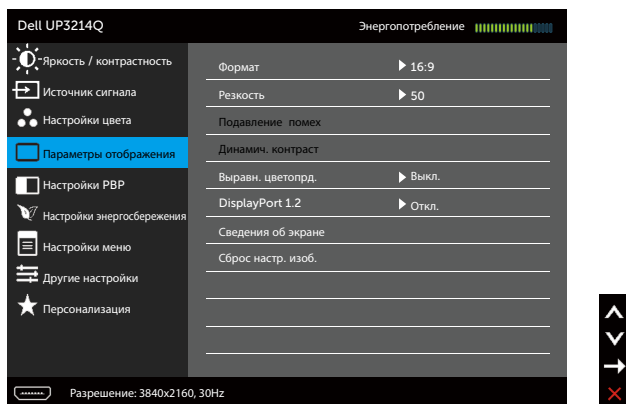 Dell UP3214Q
Энергопотребление
Яркость / контрастность
Источник сигнала
Настройки цвета
Параметры отображения
Настройки PBP
Настройки энергосбережения
Настройки меню
Другие настройки
Персонализация
Формат 16:9
Резкость 50
Подавление помех
Динамич. контраст
Выравн. цветопрд. Выкл.
DisplayPort 1.2 Откл.
Сведения об экране
Сброс настр. изоб.
Разрешение: 3840x2160, 30Hz